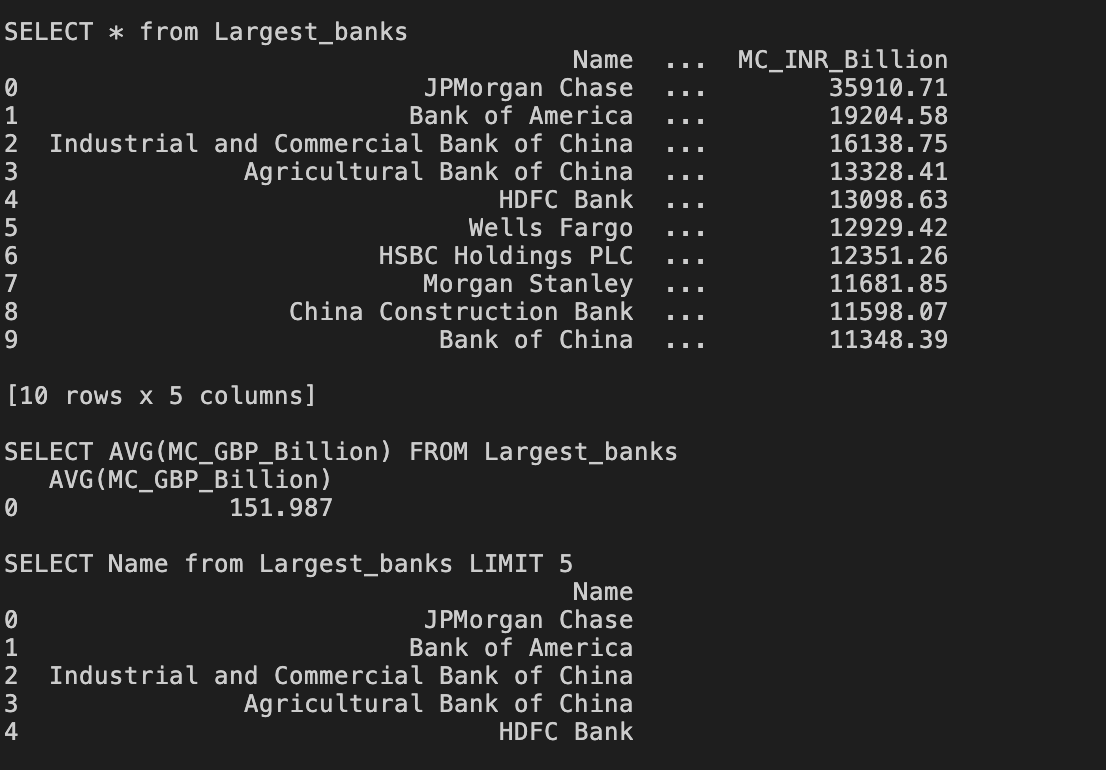 SELECT * from Largest_banks
Name ... MC_INR_Billion
0 JPMorgan Chase ... 35910.71
1 Bank of America ... 19204.58
2 Industrial and Commercial Bank of China ... 16138.75
3 Agricultural Bank of China ... 13328.41
4 HDFC Bank ... 13098.63
5 Wells Fargo ... 12929.42
6 HSBC Holdings PLC ... 12351.26
7 Morgan Stanley ... 11681.85
8 China Construction Bank ... 11598.07
9 Bank of China ... 11348.39
[10 rows x 5 columns]
SELECT AVG(MC_GBP_Billion) FROM Largest_banks
AVG(MC_GBP_Billion)
0 151.987
SELECT Name from Largest_banks LIMIT 5
Name
0 JPMorgan Chase
1 Bank of America
2 Industrial and Commercial Bank of China
3 Agricultural Bank of China
4 HDFC Bank